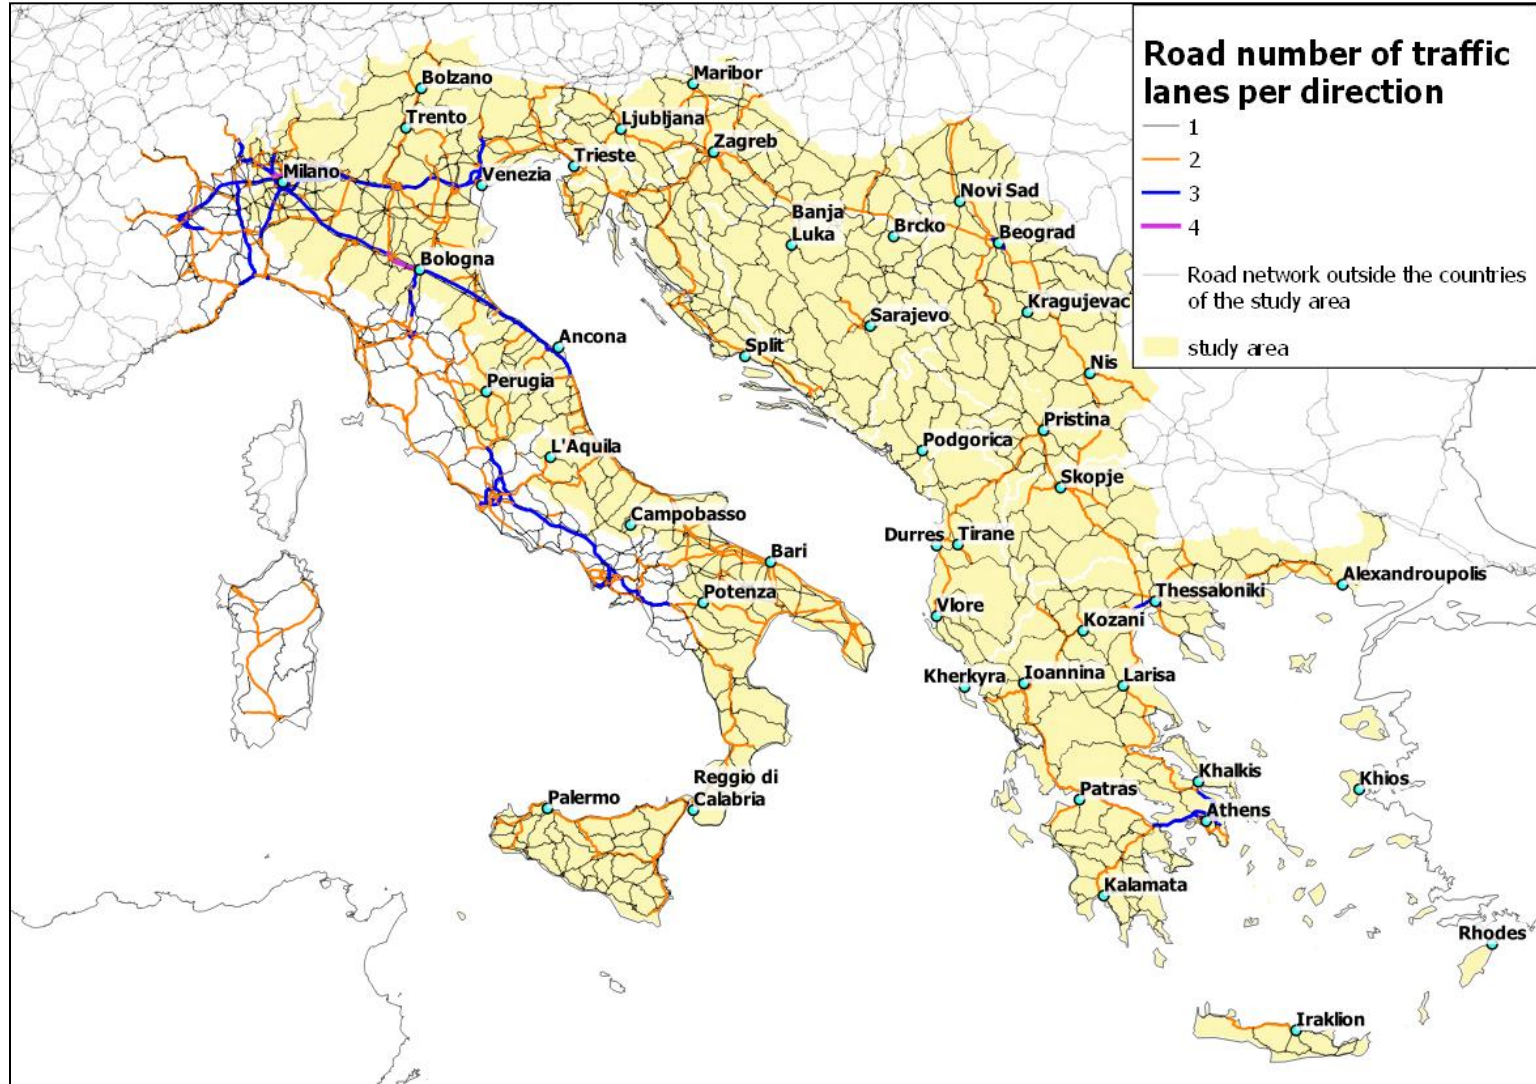 Road number of traffic
lanes per direction
1
2
3
4
Road network outside the countries
of the study area
study area
Bolzano
Maribor
Trento
Ljubljana
Zagreb
Trieste
Milano
Venezia
Novi Sad
Banja
Luka
Brcko
Beograd
Bologna
Kragujevac
Sarajevo
Ancona
Split
Nis
Perugia
Pristina
Podgorica
L'Aquila
Skopje
Campobasso
Durres
Tirane
Bari
Alexandroupolis
Potenza
Thessaloniki
Vlore
Kozani
Kherkyra
Ioannina
Larisa
Reggio di
Calabria
Khalkis
Khios
Palermo
Patras
Athens
Kalamata
Rhodes
Iraklion